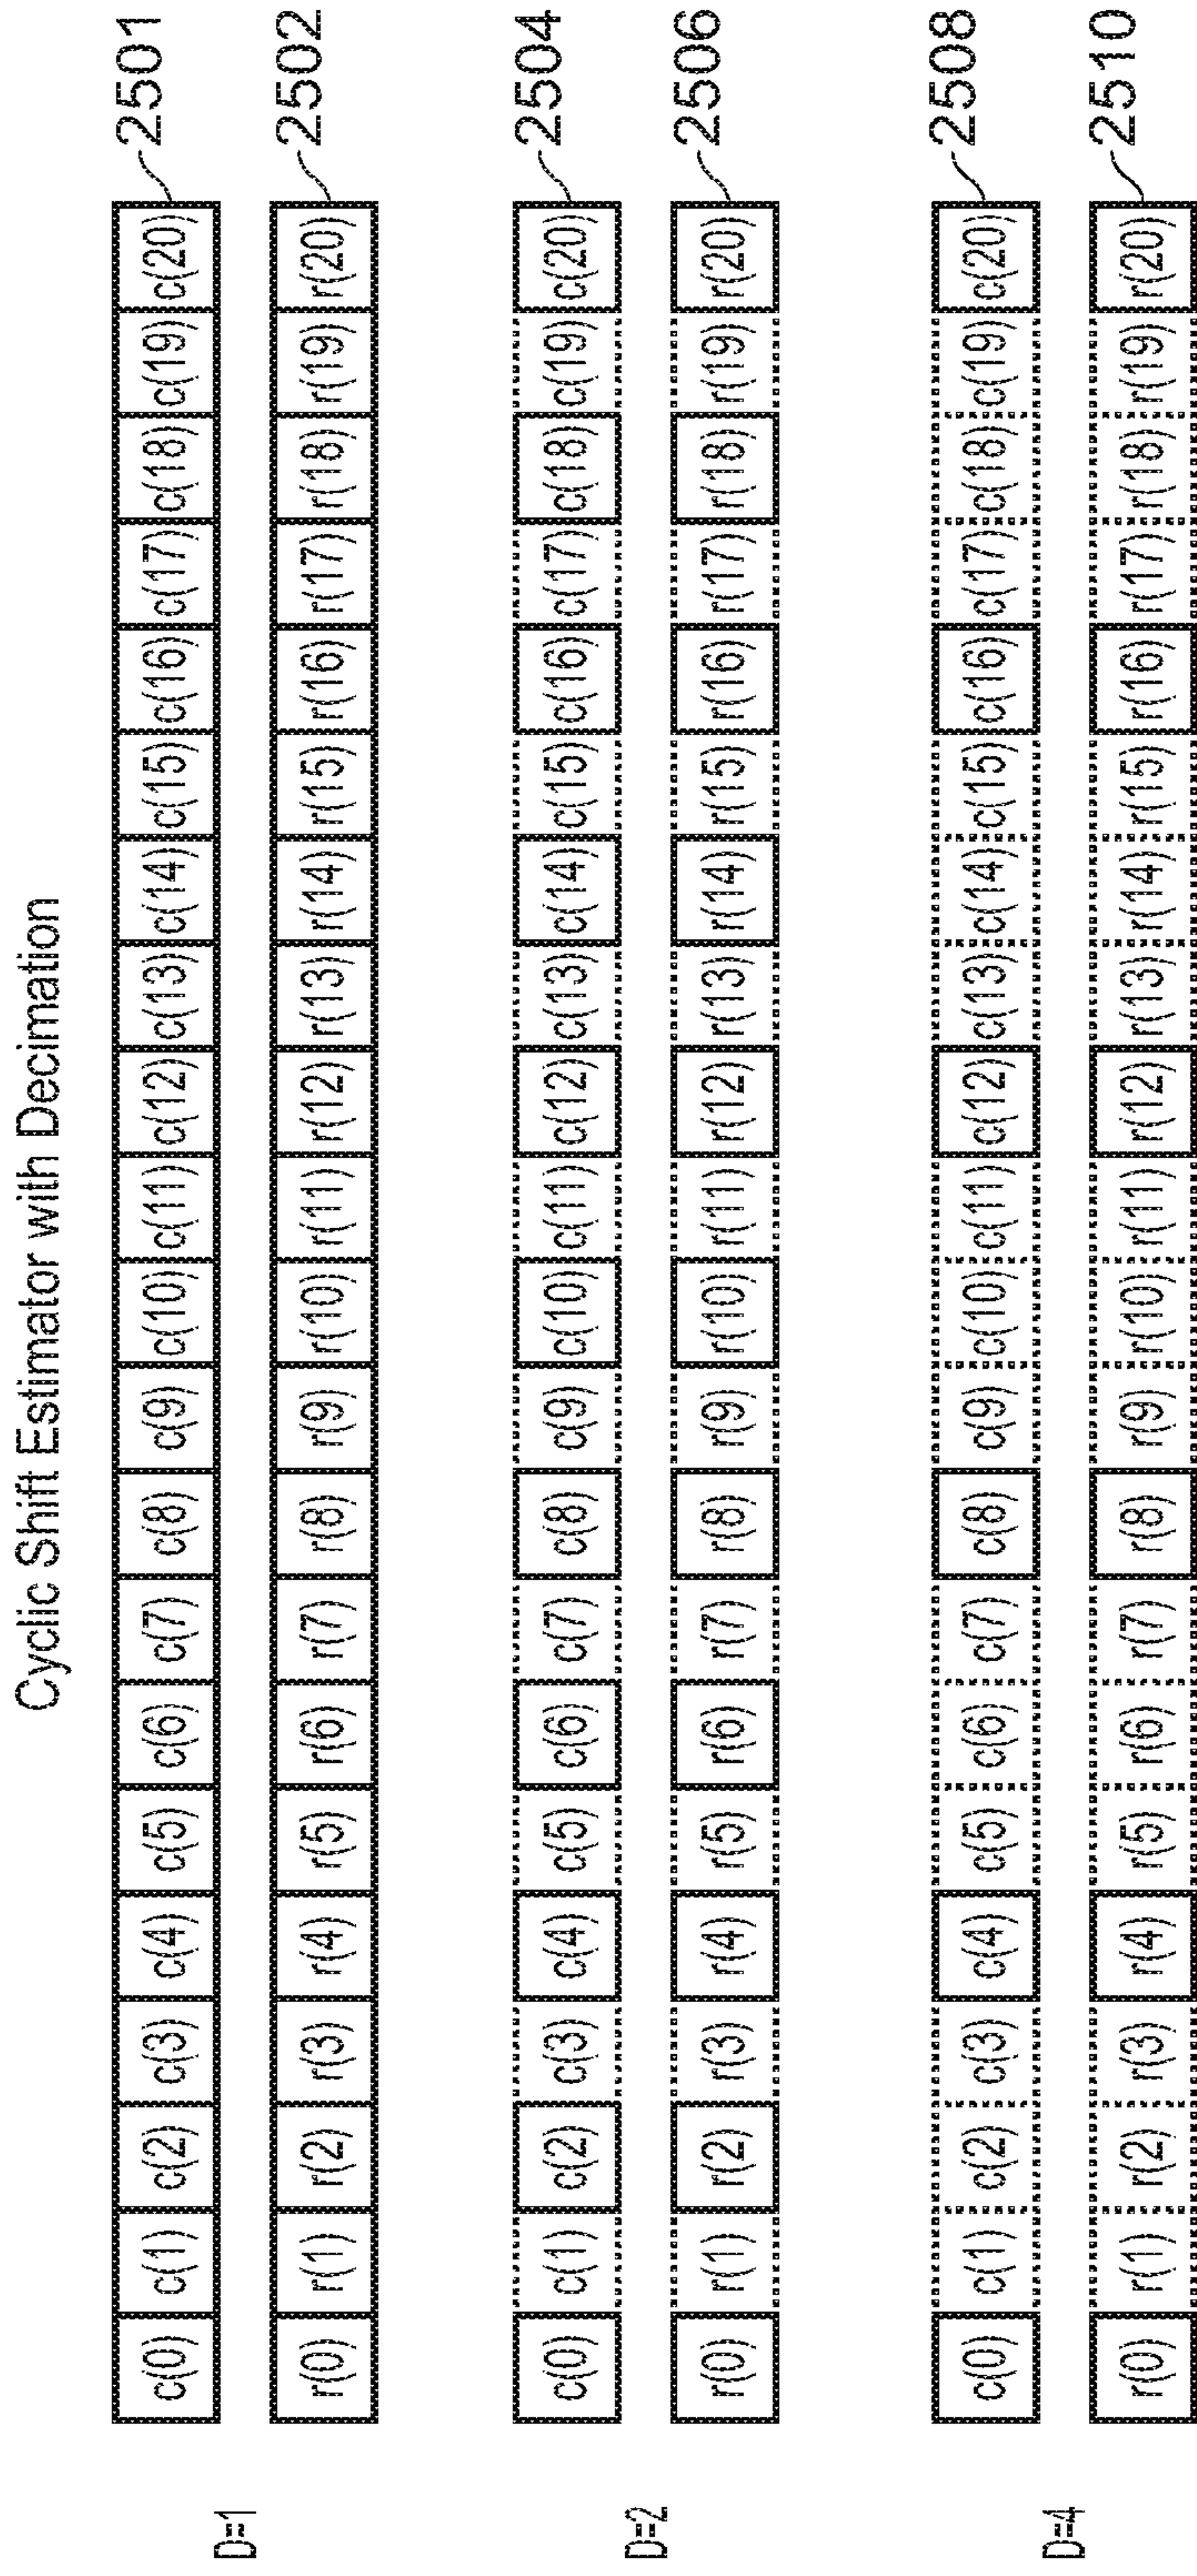 Cyclic Shift Estimator with Decimation
D=1
c(0) c(1) c(2) c(3) c(4) c(5) c(6) c(7) c(8) c(9) c(10) c(11) c(12) c(13) c(14) c(15) c(16) c(17) c(18) c(19) c(20) 2501
r(0) r(1) r(2) r(3) r(4) r(5) r(6) r(7) r(8) r(9) r(10) r(11) r(12) r(13) r(14) r(15) r(16) r(17) r(18) r(19) r(20) 2502
D=2
c(0) c(1) c(2) c(3) c(4) c(5) c(6) c(7) c(8) c(9) c(10) c(11) c(12) c(13) c(14) c(15) c(16) c(17) c(18) c(19) c(20) 2504
r(0) r(1) r(2) r(3) r(4) r(5) r(6) r(7) r(8) r(9) r(10) r(11) r(12) r(13) r(14) r(15) r(16) r(17) r(18) r(19) r(20) 2506
D=4
c(0) c(1) c(2) c(3) c(4) c(5) c(6) c(7) c(8) c(9) c(10) c(11) c(12) c(13) c(14) c(15) c(16) c(17) c(18) c(19) c(20) 2508
r(0) r(1) r(2) r(3) r(4) r(5) r(6) r(7) r(8) r(9) r(10) r(11) r(12) r(13) r(14) r(15) r(16) r(17) r(18) r(19) r(20) 2510